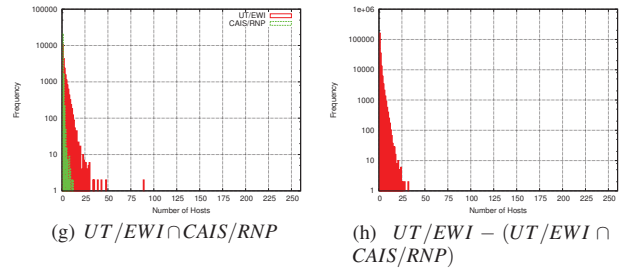 100000
10000
1000
100
10
1
0 25 50 75 100 125 150 175 200 225 250
Frequency
Number of Hosts
UT/EWI
CAIS/RNP
(g) UT/EWI∩CAIS/RNP
1e+06
100000
10000
1000
100
10
1
0 25 50 75 100 125 150 175 200 225 250
Frequency
Number of Hosts
(h) UT/EWI − (UT/EWI ∩
CAIS/RNP)